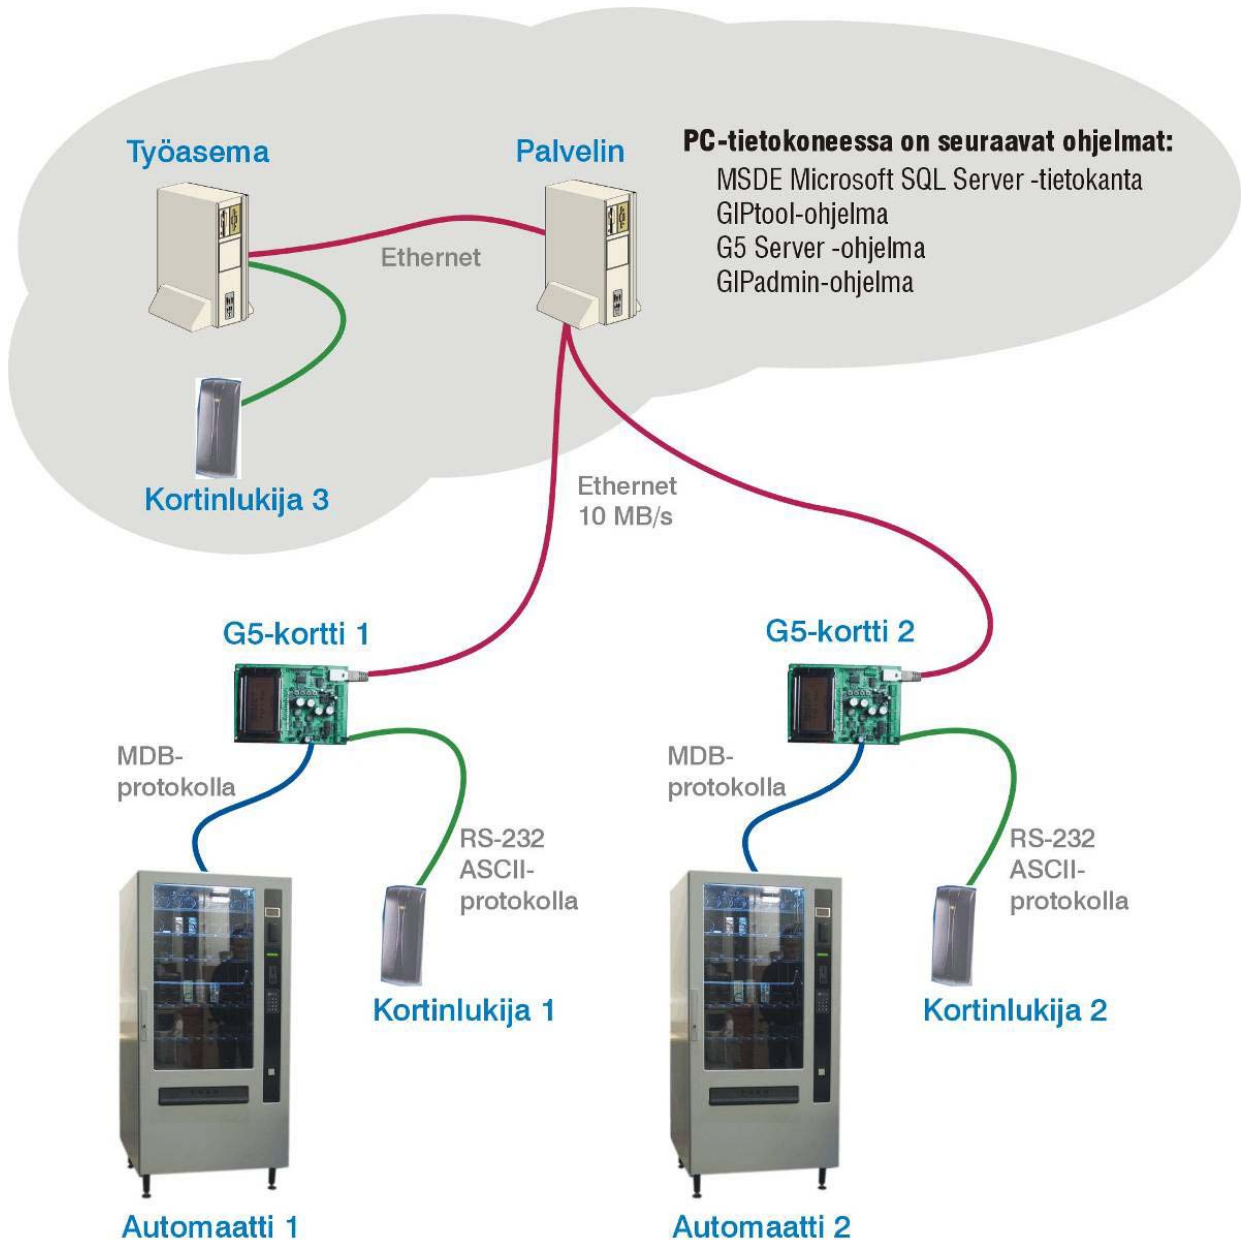 Työasema
Palvelin
PC-tietokoneessa on seuraavat ohjelmat:
MSDE Microsoft SQL Server -tietokanta
GIPtool-ohjelma
G5 Server -ohjelma
GIPadmin-ohjelma
Ethernet
Kortinlukija 3
Ethernet
10 MB/s
G5-kortti 1
G5-kortti 2
MDB-
protokolla
RS-232
ASCII-
protokolla
MDB-
protokolla
RS-232
ASCII-
protokolla
Kortinlukija 1
Kortinlukija 2
Automaatti 1
Automaatti 2